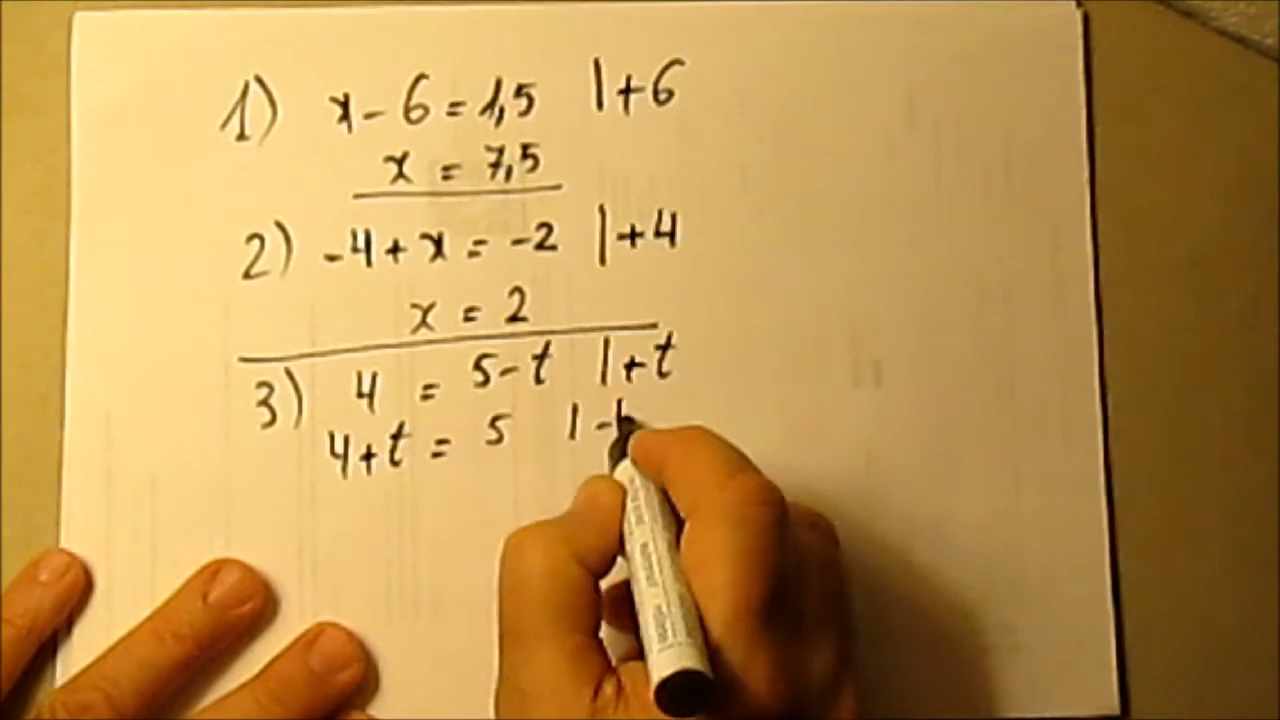 1) x - 6 = 1,5 | + 6
x = 7,5
2) -4 + x = -2 | + 4
x = 2
3) 4 = 5 - t | + t
4 + t = 5 | -